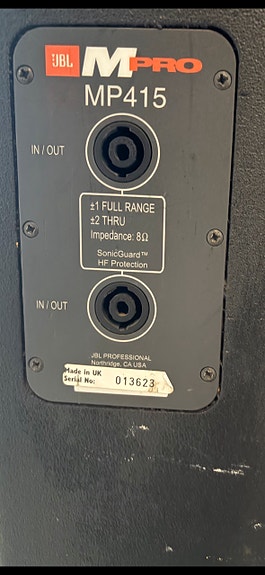 JBL MPRO
MP415
IN / OUT
±1 FULL RANGE
±2 THRU
Impedance: 8Ω
SonicGuard™
HF Protection
IN / OUT
JBL PROFESSIONAL
Northridge, CA USA
Made in UK
Serial No: 013623